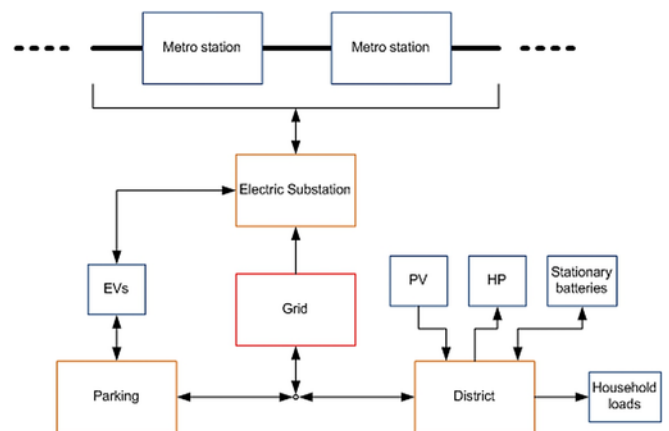 Metro station
Metro station
Electric Substation
EVs
Grid
PV
HP
Stationary
batteries
Parking
District
Household
loads